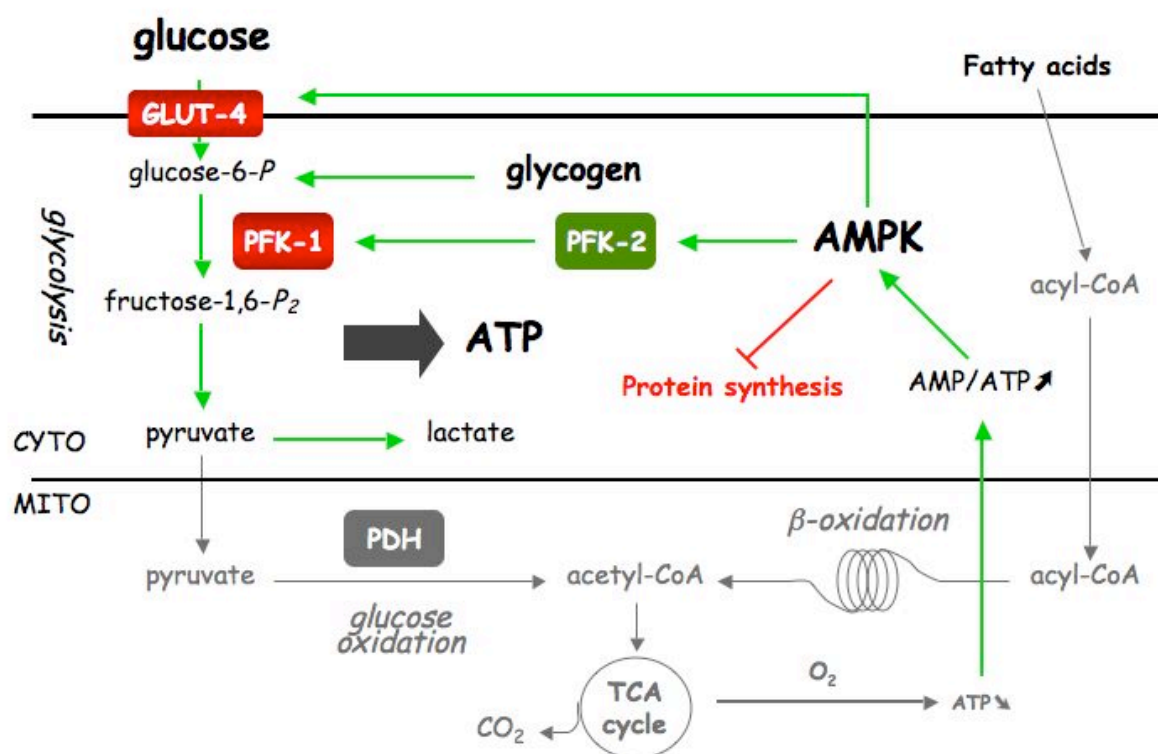 glucose
Fatty acids
GLUT-4
glucose-6-P
glycogen
glycolysis
PFK-1
PFK-2
AMPK
acyl-CoA
fructose-1,6-P₂
ATP
Protein synthesis
AMP/ATP ↗
CYTO
pyruvate
lactate
MITO
β-oxidation
PDH
pyruvate
acetyl-CoA
acyl-CoA
glucose
oxidation
O₂
TCA
cycle
ATP ↘
CO₂